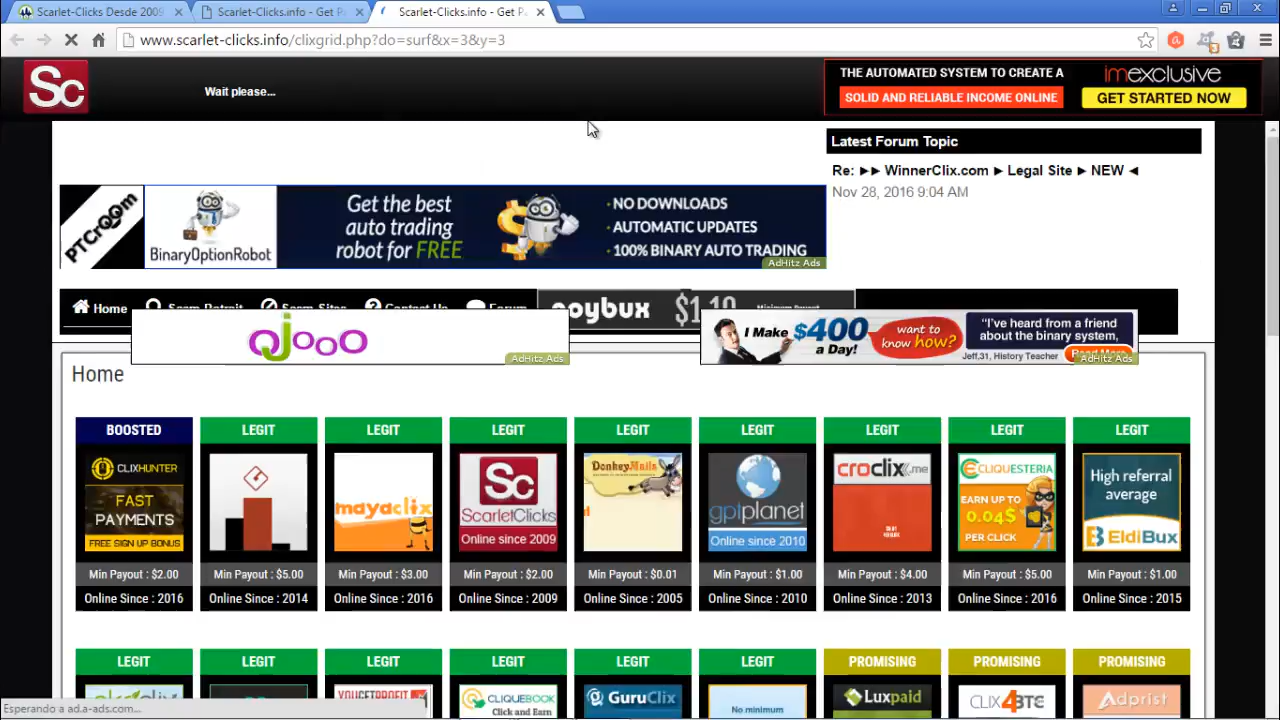 Scarlet-Clicks Desde 2009
Scarlet-Clicks.info - Get P
Scarlet-Clicks.info - Get P
www.scarlet-clicks.info/clixgrid.php?do=surf&x=3&y=3
Sc
Wait please...
THE AUTOMATED SYSTEM TO CREATE A
SOLID AND RELIABLE INCOME ONLINE
imexclusive
GET STARTED NOW
Latest Forum Topic
Re: ►► WinnerClix.com ► Legal Site ► NEW ◄
Nov 28, 2016 9:04 AM
PTCrQQm
BinaryOptionRobot
Get the best
auto trading
robot for FREE
· NO DOWNLOADS
· AUTOMATIC UPDATES
· 100% BINARY AUTO TRADING
AdHitz Ads
Home
Contact Us
Forum
$1.10
ojooo
AdHitz Ads
I Make $400
a Day!
want to
know how?
“I've heard from a friend
about the binary system,
Jeff,31, History Teacher
AdHitz Ads
Home
BOOSTED LEGIT LEGIT LEGIT LEGIT LEGIT LEGIT LEGIT LEGIT
CLIXHUNTER
FAST
PAYMENTS
FREE SIGN UP BONUS
mayaclix
Sc
ScarletClicks
Online since 2009
DonkeyMails
gptplanet
Online since 2010
croclix.me
CLIQUESTERIA
EARN UP TO
0.04$
PER CLICK
High referral
average
EldiBux
Min Payout : $2.00 Min Payout : $5.00 Min Payout : $3.00 Min Payout : $2.00 Min Payout : $0.01 Min Payout : $1.00 Min Payout : $4.00 Min Payout : $5.00 Min Payout : $1.00
Online Since : 2016 Online Since : 2014 Online Since : 2016 Online Since : 2009 Online Since : 2005 Online Since : 2010 Online Since : 2013 Online Since : 2016 Online Since : 2015
LEGIT LEGIT LEGIT LEGIT LEGIT LEGIT PROMISING PROMISING PROMISING
YOUGETPROFIT
CLIQUEBOOK
Click and Earn
GuruClix
No minimum
Luxpaid
CLIX4BTC
Adprist
Esperando a ad.a-ads.com...